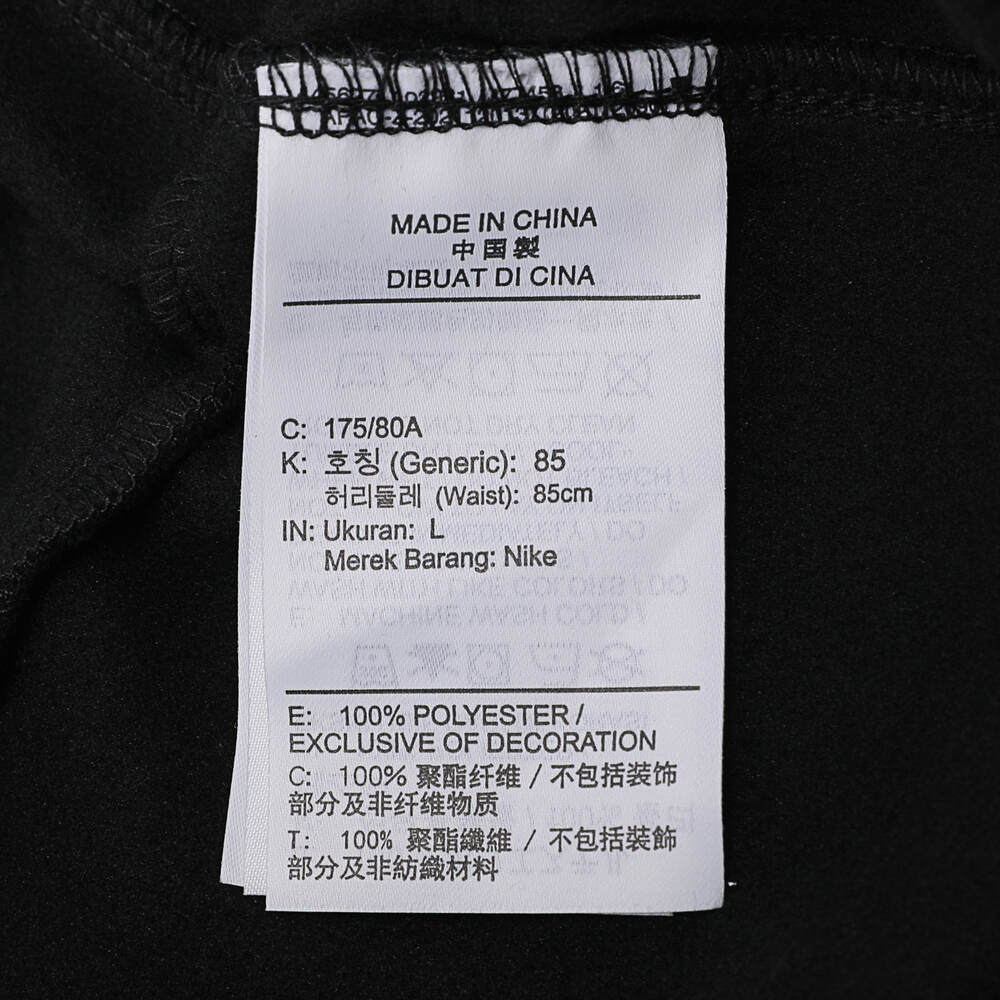 MADE IN CHINA
中国製
DIBUAT DI CINA
C: 175/80A
K: 호칭 (Generic): 85
허리둘레 (Waist): 85cm
IN: Ukuran: L
Merek Barang: Nike
E: 100% POLYESTER /
EXCLUSIVE OF DECORATION
C: 100% 聚酯纤维 / 不包括装饰
部分及非纤维物质
T: 100% 聚酯纖維 / 不包括裝飾
部分及非紡織材料